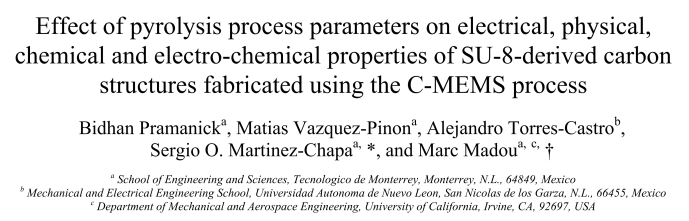 Effect of pyrolysis process parameters on electrical, physical,
chemical and electro-chemical properties of SU-8-derived carbon
structures fabricated using the C-MEMS process
Bidhan Pramanickª, Matias Vazquez-Pinonª, Alejandro Torres-Castroᵇ,
Sergio O. Martinez-Chapaª, *, and Marc Madouª, ᶜ, †
ª School of Engineering and Sciences, Tecnologico de Monterrey, Monterrey, N.L., 64849, Mexico
ᵇ Mechanical and Electrical Engineering School, Universidad Autonoma de Nuevo Leon, San Nicolas de los Garza, N.L., 66455, Mexico
ᶜ Department of Mechanical and Aerospace Engineering, University of California, Irvine, CA, 92697, USA